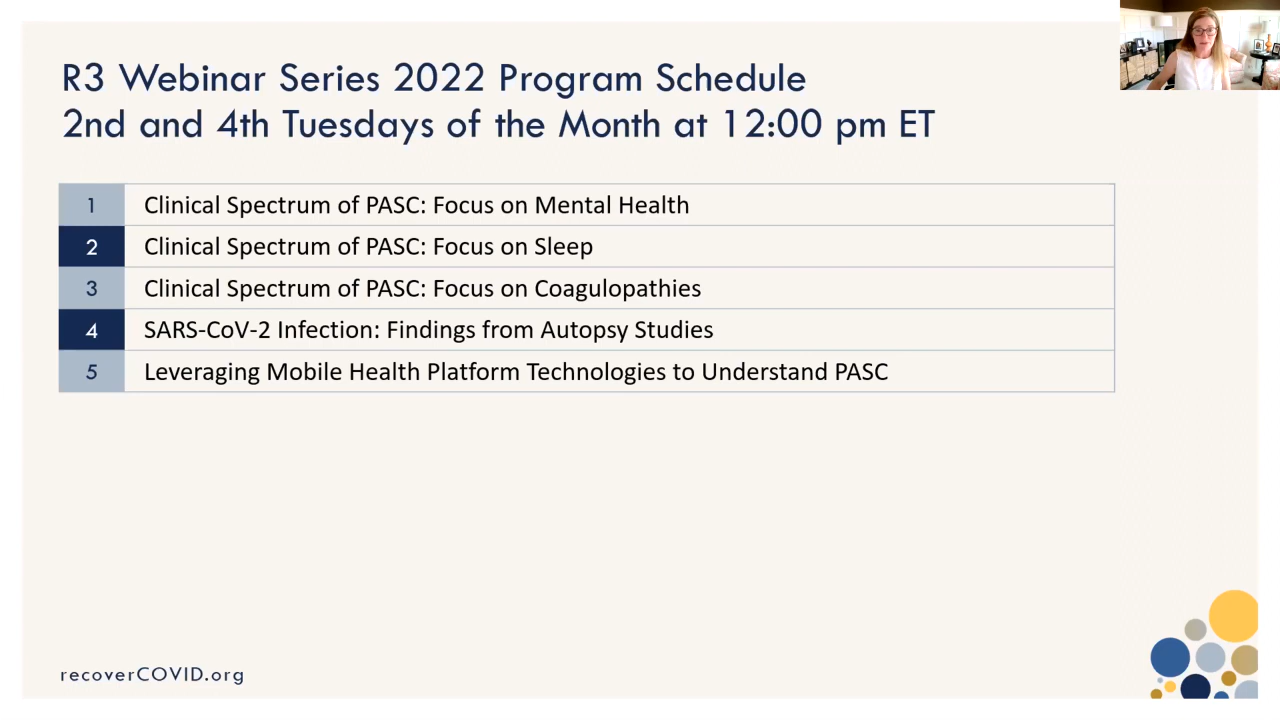 R3 Webinar Series 2022 Program Schedule
2nd and 4th Tuesdays of the Month at 12:00 pm ET
1 Clinical Spectrum of PASC: Focus on Mental Health
2 Clinical Spectrum of PASC: Focus on Sleep
3 Clinical Spectrum of PASC: Focus on Coagulopathies
4 SARS-CoV-2 Infection: Findings from Autopsy Studies
5 Leveraging Mobile Health Platform Technologies to Understand PASC
recoverCOVID.org